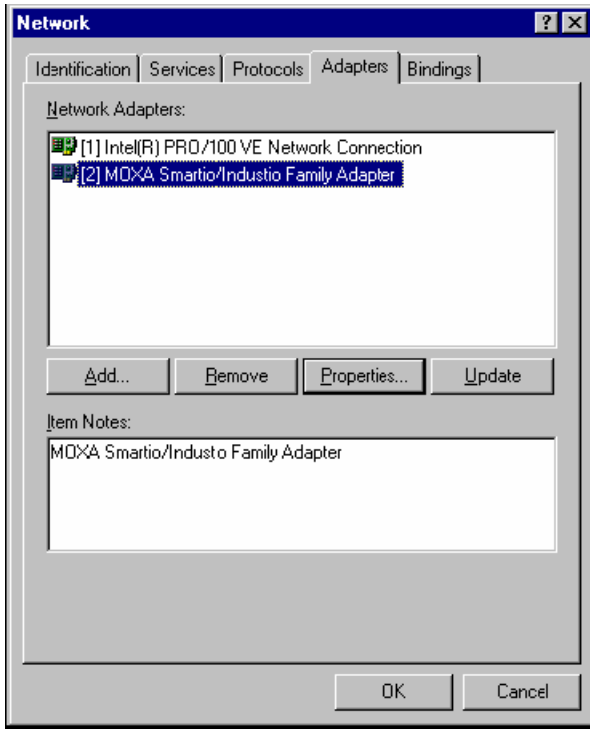 Network
Identification Services Protocols Adapters Bindings
Network Adapters:
[1] Intel(R) PRO/100 VE Network Connection
[2] MOXA Smartio/Industio Family Adapter
Add... Remove Properties... Update
Item Notes:
MOXA Smartio/Industo Family Adapter
OK Cancel